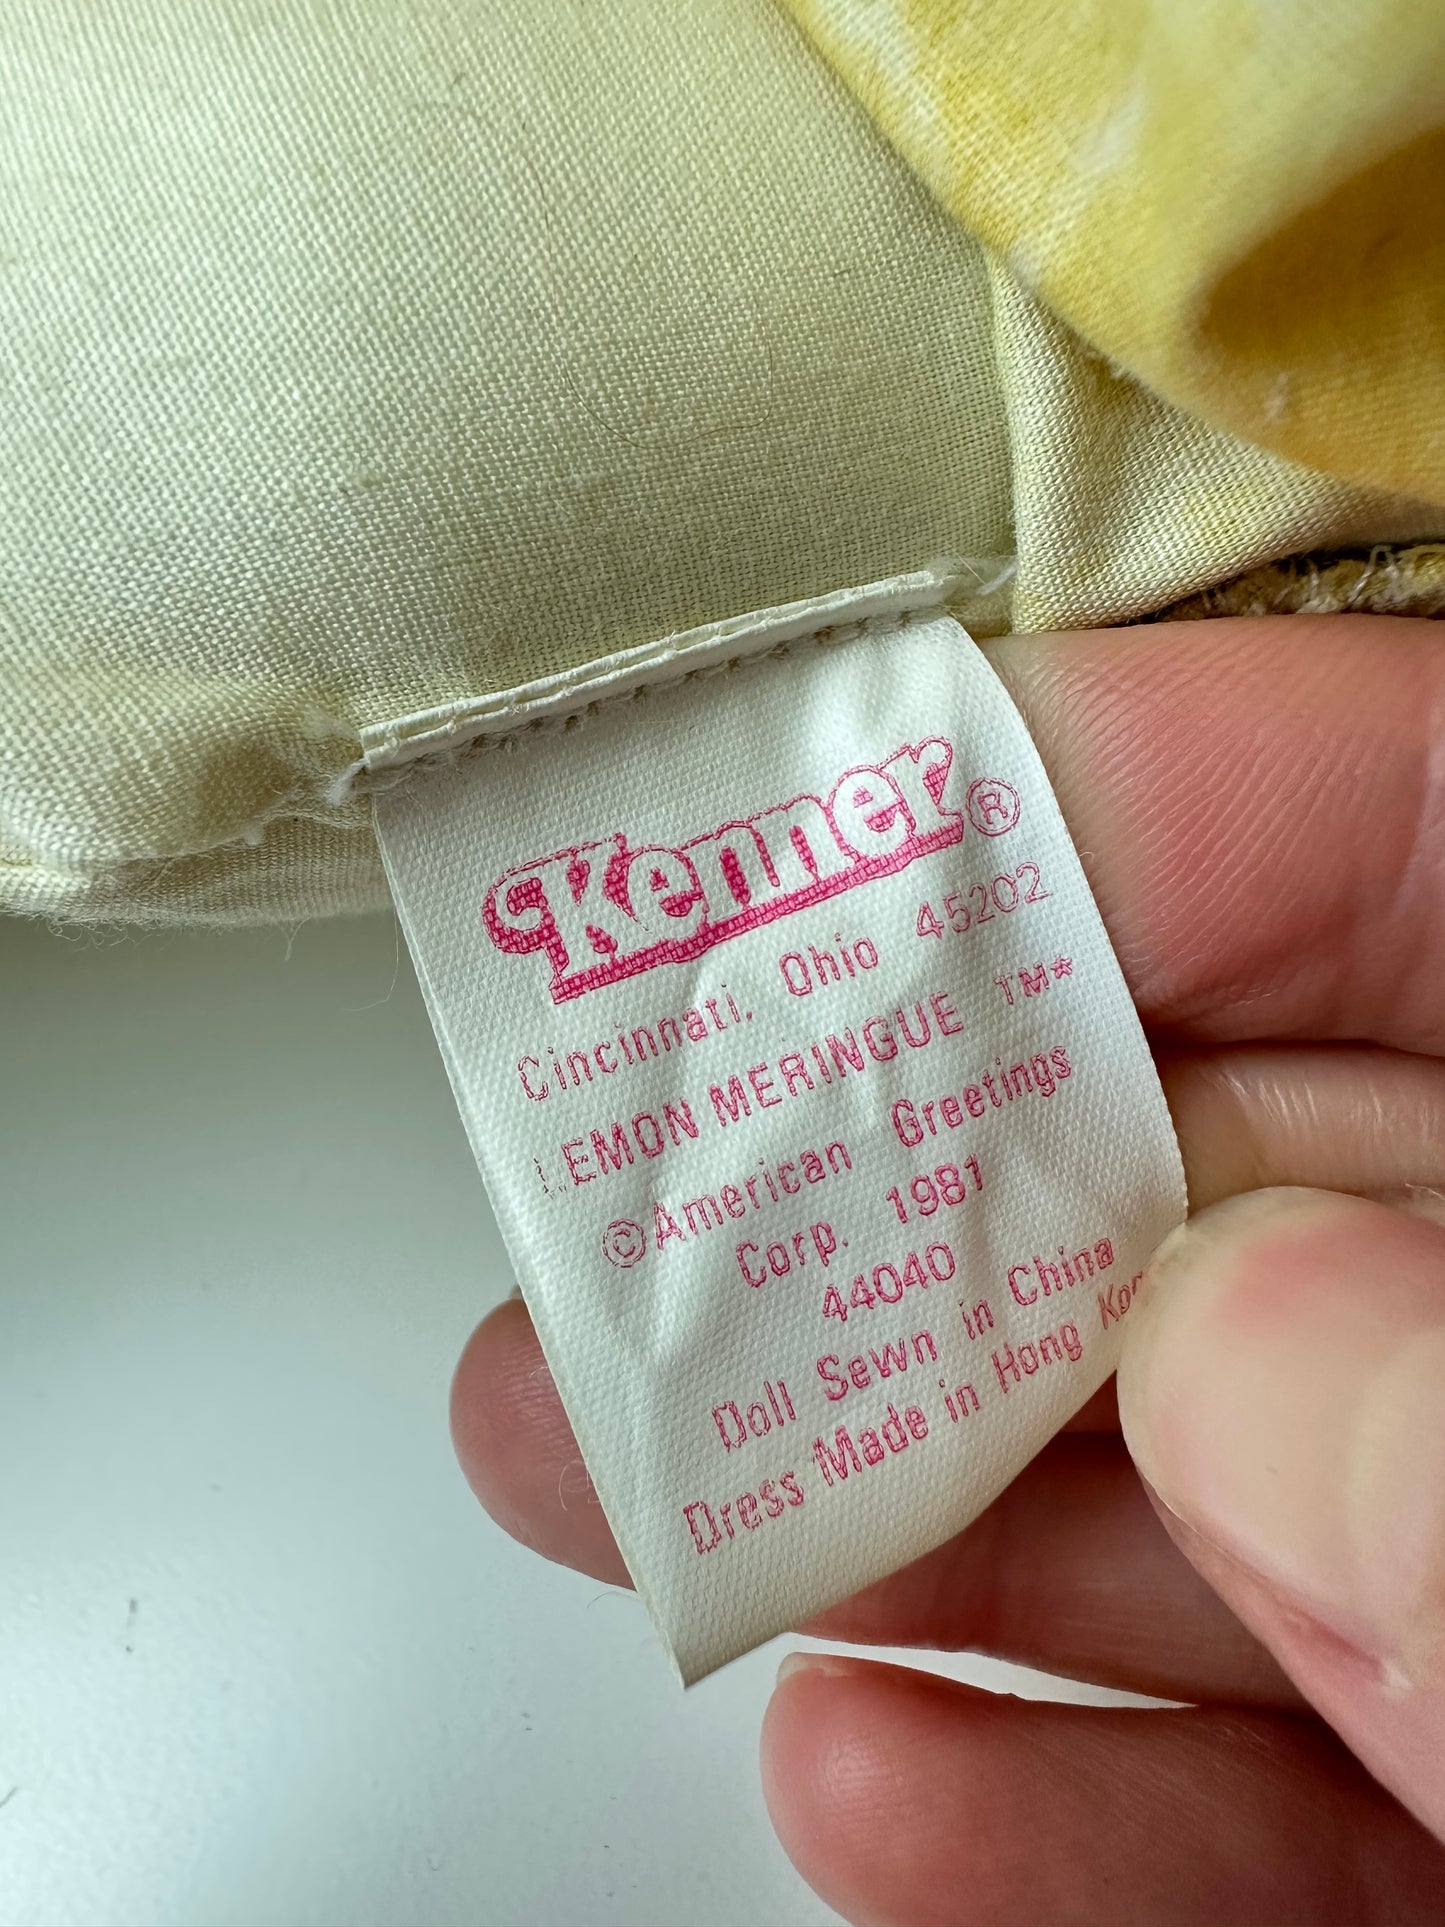 Kenner®
Cincinnati, Ohio 45202
LEMON MERINGUE TM*
©American Greetings
Corp. 1981
44040
Doll Sewn in China
Dress Made in Hong